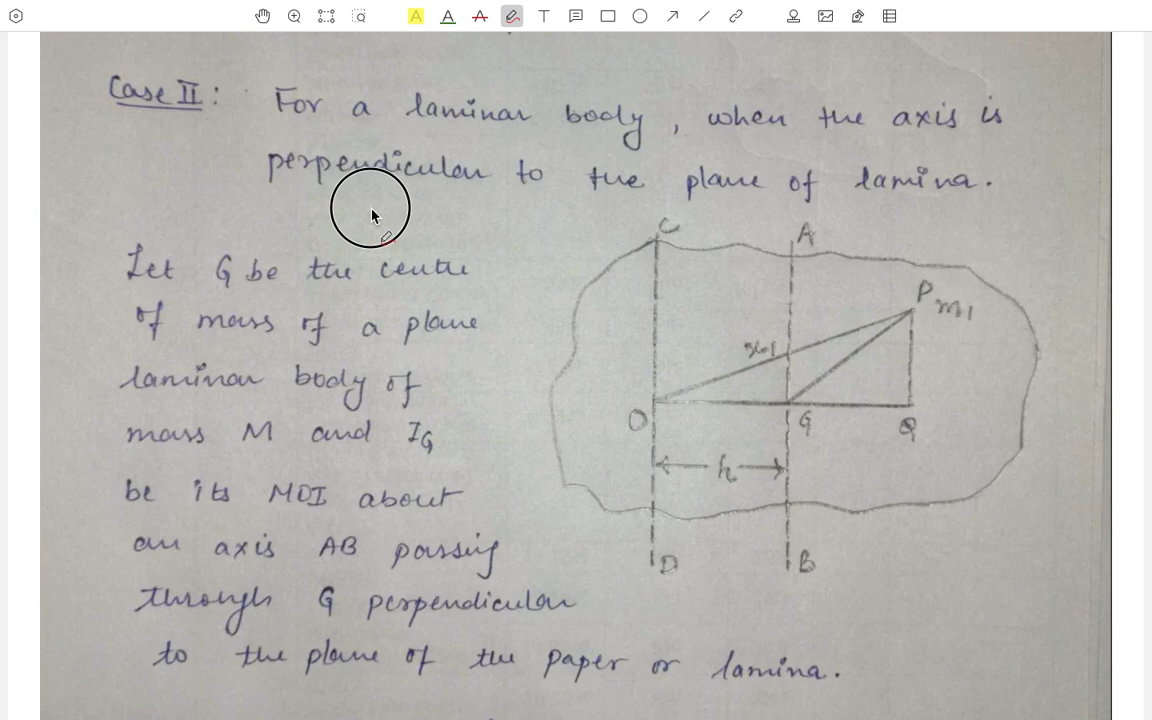 Case II : For a laminar body, when the axis is
perpendicular to the plane of lamina.
Let G be the centre
of mass of a plane
laminar body of
mass M and IG
be its MOI about
an axis AB passing
through G perpendicular
to the plane of the paper or lamina.
C
A
P m1
x1
O
G
Q
h
D
B
A
A
A
T